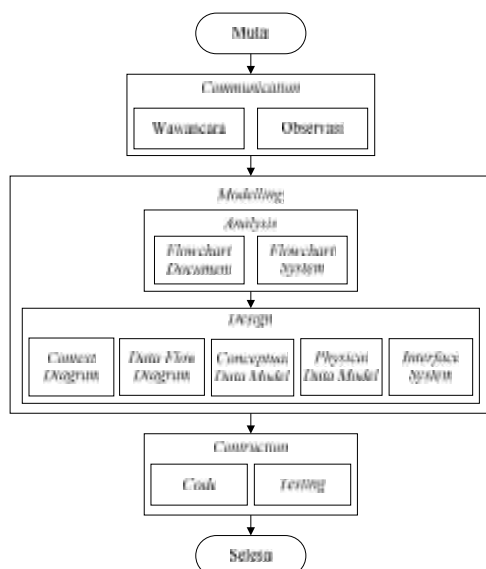 Mulai
Communication
Wawancara
Observasi
Modelling
Analysis
Flowchart
Document
Flowchart
System
Design
Context
Diagram
Data Flow
Diagram
Conceptual
Data Model
Physical
Data Model
Interface
System
Contruction
Code
Testing
Selesai